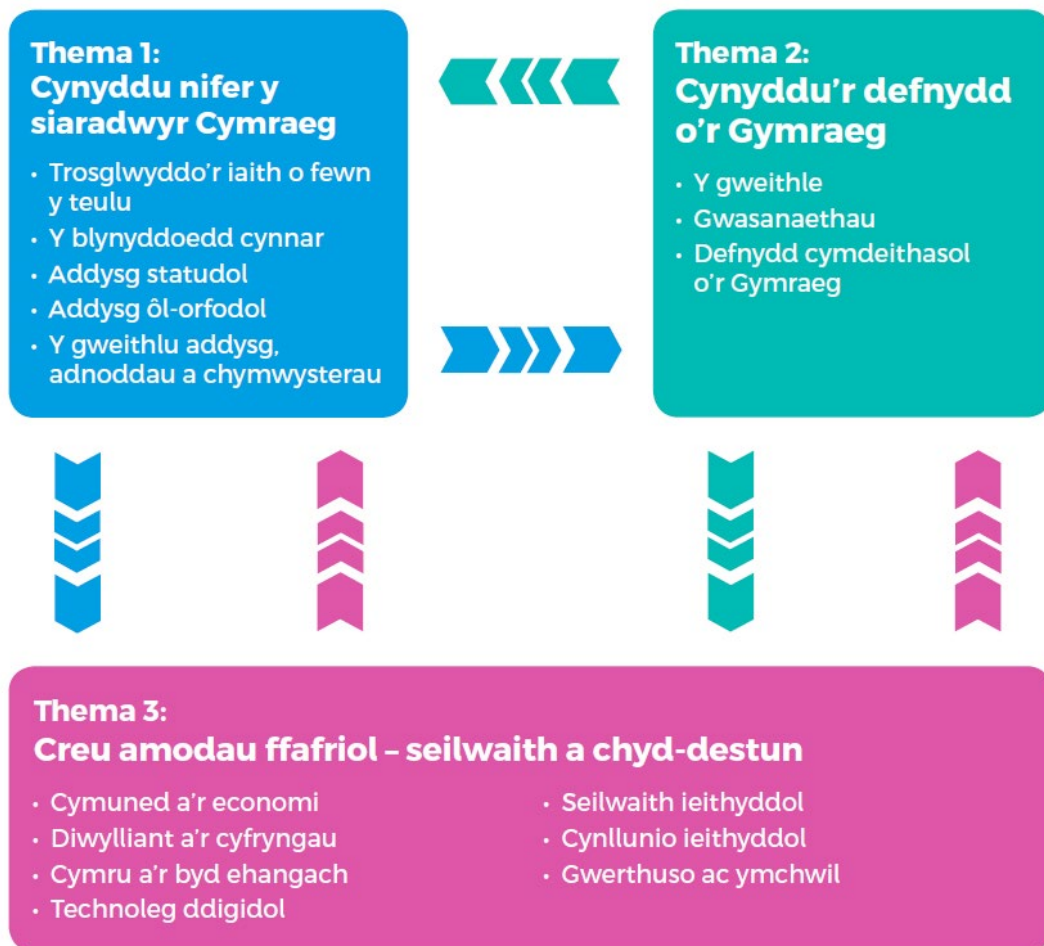 Thema 1:
Cynyddu nifer y
siaradwyr Cymraeg
• Trosglwyddo'r iaith o fewn
y teulu
• Y blynyddoedd cynnar
• Addysg statudol
• Addysg ôl-orfodol
• Y gweithlu addysg,
adnoddau a chymwysterau
Thema 2:
Cynyddu'r defnydd
o'r Gymraeg
• Y gweithle
• Gwasanaethau
• Defnydd cymdeithasol
o'r Gymraeg
Thema 3:
Creu amodau ffafriol – seilwaith a chyd-destun
• Cymuned a'r economi
• Diwylliant a'r cyfryngau
• Cymru a'r byd ehangach
• Technoleg ddigidol
• Seilwaith ieithyddol
• Cynllunio ieithyddol
• Gwerthuso ac ymchwil